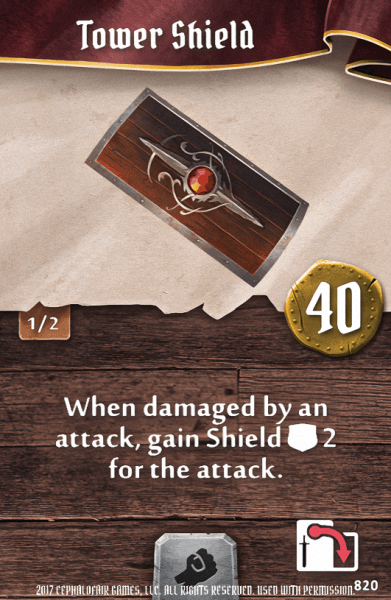 Tower Shield
40
1/2
When damaged by an
attack, gain Shield 2
for the attack.
2017 CEPHALOFAIR GAMES, LLC. ALL RIGHTS RESERVED. USED WITH PERMISSION.
820